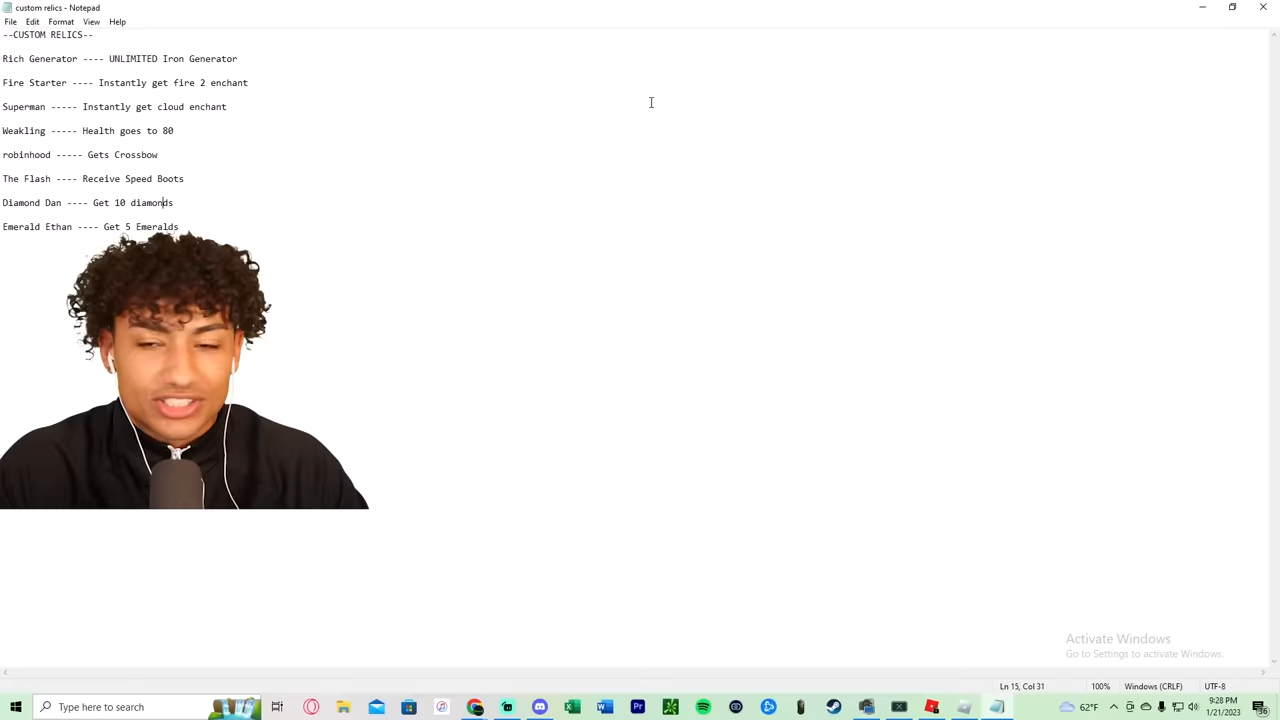 custom relics - Notepad
File Edit Format View Help
--CUSTOM RELICS--
Rich Generator ---- UNLIMITED Iron Generator
Fire Starter ---- Instantly get fire 2 enchant
Superman ----- Instantly get cloud enchant
Weakling ----- Health goes to 80
robinhood ----- Gets Crossbow
The Flash ---- Receive Speed Boots
Diamond Dan ---- Get 10 diamonds
Emerald Ethan ---- Get 5 Emeralds
Activate Windows
Go to Settings to activate Windows.
Ln 15, Col 31 100% Windows (CRLF) UTF-8
Type here to search
62°F
9:28 PM
1/21/2023